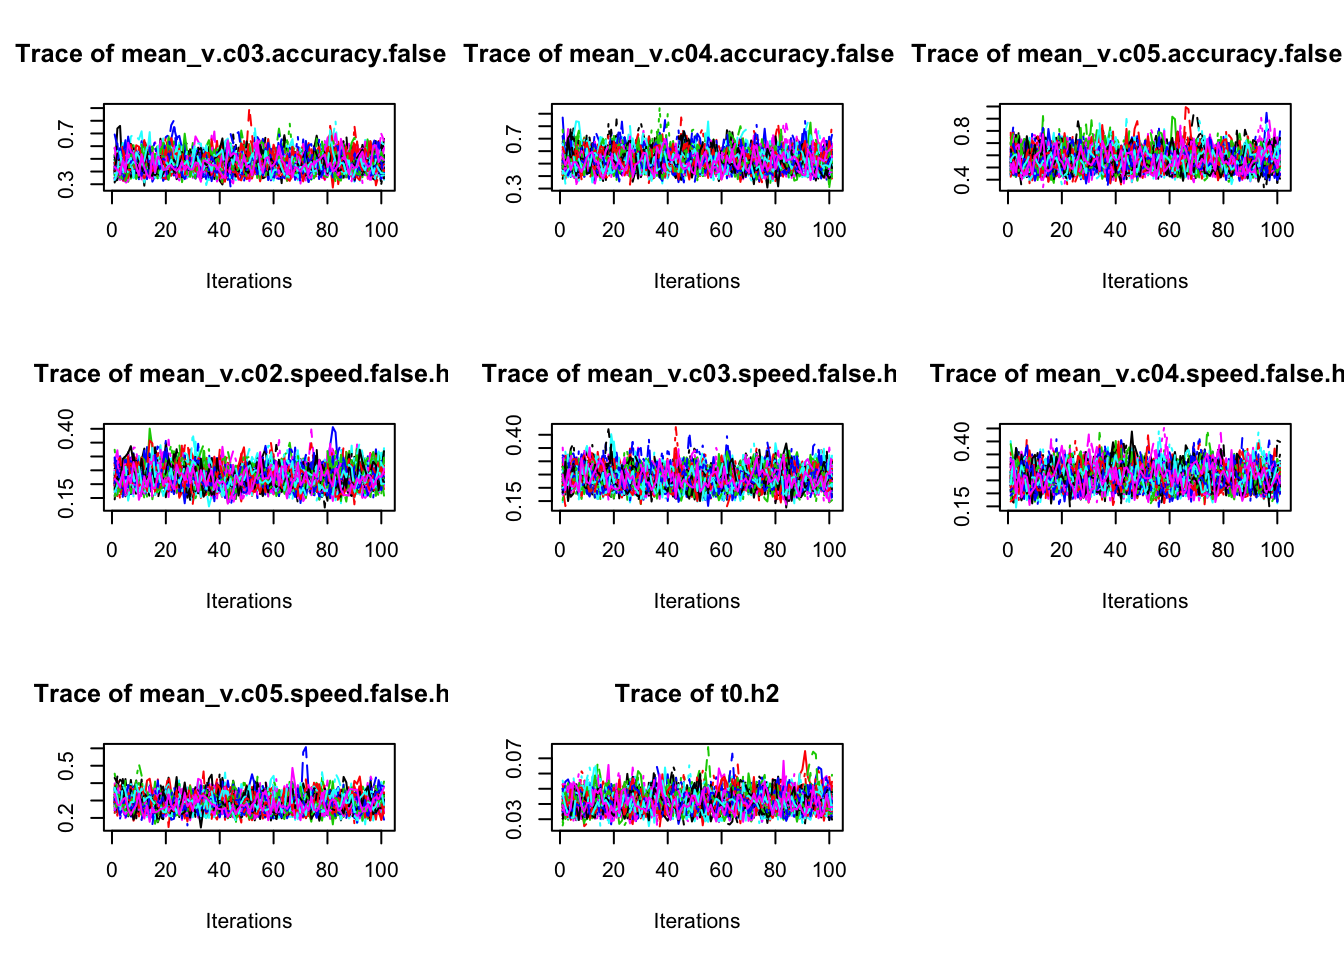 Trace of mean_v.c03.accuracy.false
0.7
0.3
0 20 40 60 80 100
Iterations
Trace of mean_v.c04.accuracy.false
0.7
0.3
0 20 40 60 80 100
Iterations
Trace of mean_v.c05.accuracy.false
0.8
0.4
0 20 40 60 80 100
Iterations
Trace of mean_v.c02.speed.false.h
0.40
0.15
0 20 40 60 80 100
Iterations
Trace of mean_v.c03.speed.false.h
0.40
0.15
0 20 40 60 80 100
Iterations
Trace of mean_v.c04.speed.false.h
0.40
0.15
0 20 40 60 80 100
Iterations
Trace of mean_v.c05.speed.false.h
0.5
0.2
0 20 40 60 80 100
Iterations
Trace of t0.h2
0.07
0.03
0 20 40 60 80 100
Iterations